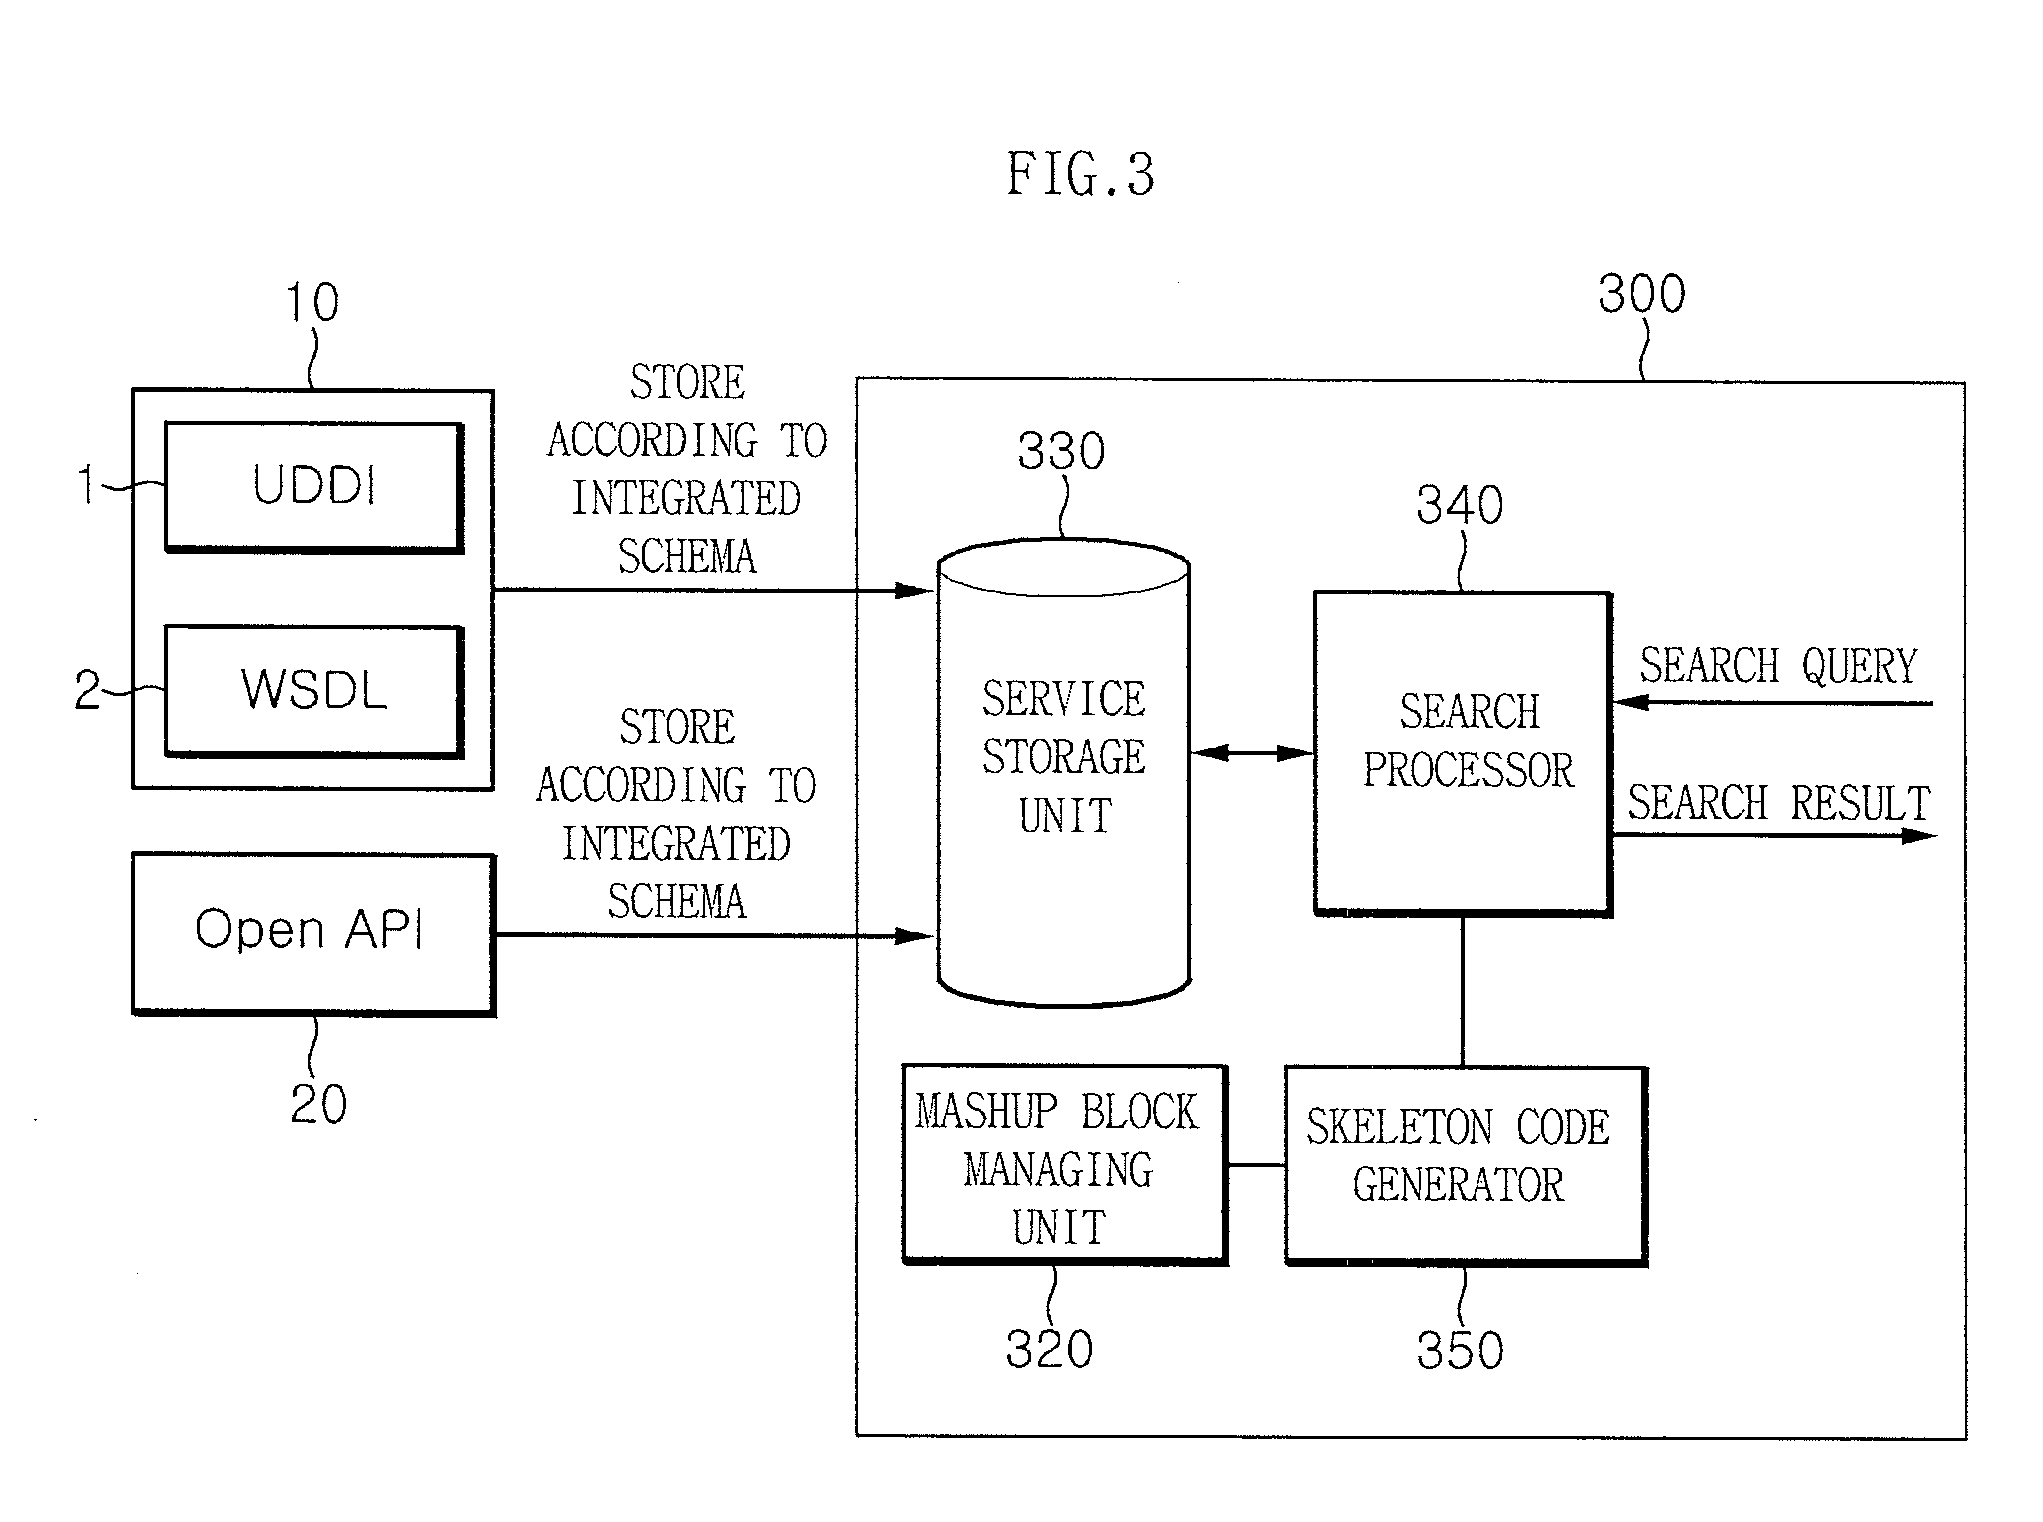 FIG.3
10
1
UDDI
2
WSDL
Open API
20
STORE
ACCORDING TO
INTEGRATED
SCHEMA
STORE
ACCORDING TO
INTEGRATED
SCHEMA
300
330
SERVICE
STORAGE
UNIT
340
SEARCH
PROCESSOR
SEARCH QUERY
SEARCH RESULT
MASHUP BLOCK
MANAGING
UNIT
320
SKELETON CODE
GENERATOR
350